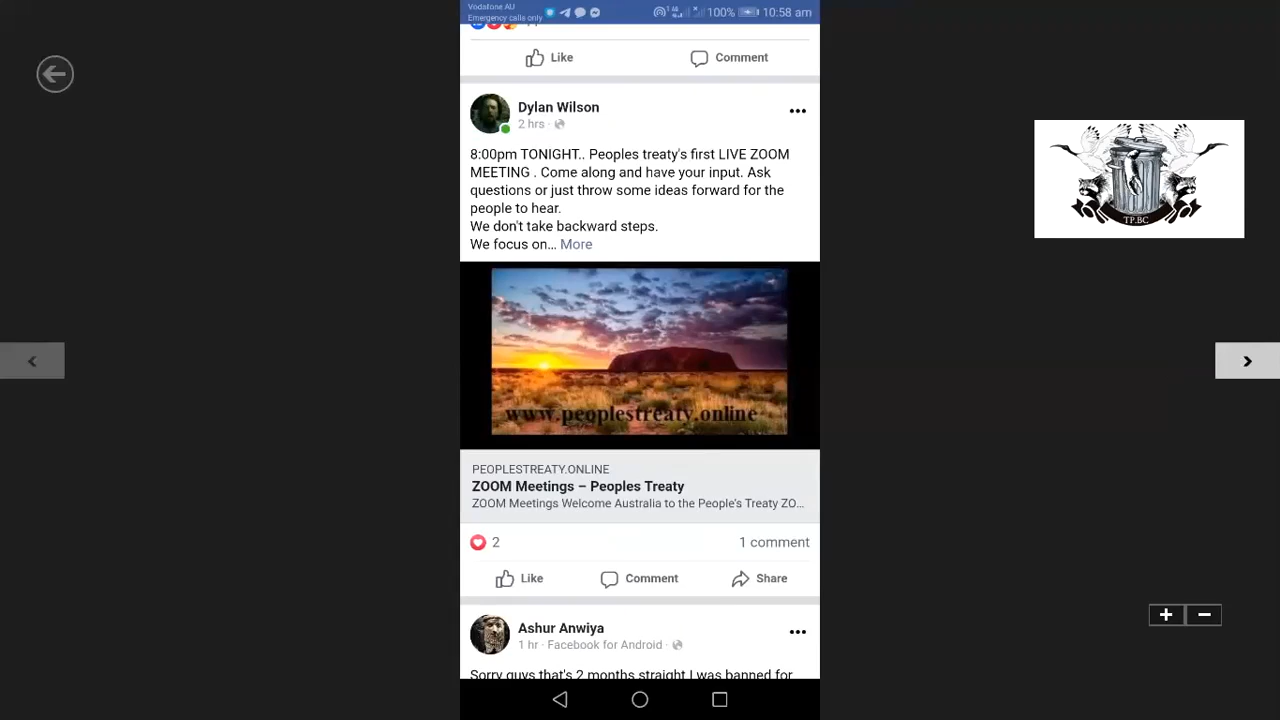 Vodafone AU
Emergency calls only
100%
10:58 am
Like
Comment
Dylan Wilson
2 hrs ·
8:00pm TONIGHT.. Peoples treaty's first LIVE ZOOM
MEETING . Come along and have your input. Ask
questions or just throw some ideas forward for the
people to hear.
We don't take backward steps.
We focus on... More
www.peoplestreaty.online
PEOPLESTREATY.ONLINE
ZOOM Meetings – Peoples Treaty
ZOOM Meetings Welcome Australia to the People's Treaty ZO...
2
1 comment
Like
Comment
Share
Ashur Anwiya
1 hr · Facebook for Android ·
Sorry guys that's 2 months straight I was banned for
TP.BC